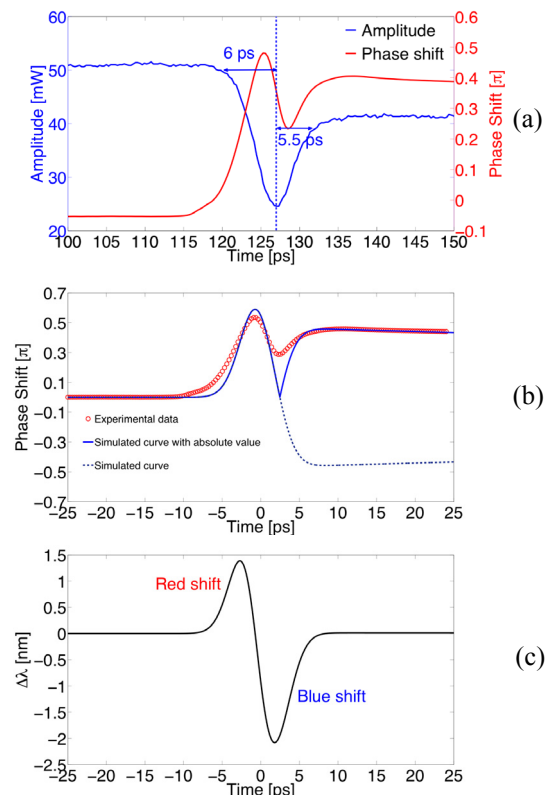 60
50
40
30
20
Amplitude [mW]
6 ps
5.5 ps
Amplitude
Phase shift
0.6
0.5
0.4
0.3
0.2
0.1
0
−0.1
Phase Shift [π]
100 105 110 115 120 125 130 135 140 145 150
Time [ps]
(a)
0.7
0.5
0.3
0.1
−0.1
−0.3
−0.5
−0.7
Phase Shift [π]
Experimental data
Simulated curve with absolute value
Simulated curve
−25 −20 −15 −10 −5 0 5 10 15 20 25
Time [ps]
(b)
1.5
1
0.5
0
−0.5
−1
−1.5
−2
−2.5
Δλ [nm]
Red shift
Blue shift
−25 −20 −15 −10 −5 0 5 10 15 20 25
Time [ps]
(c)